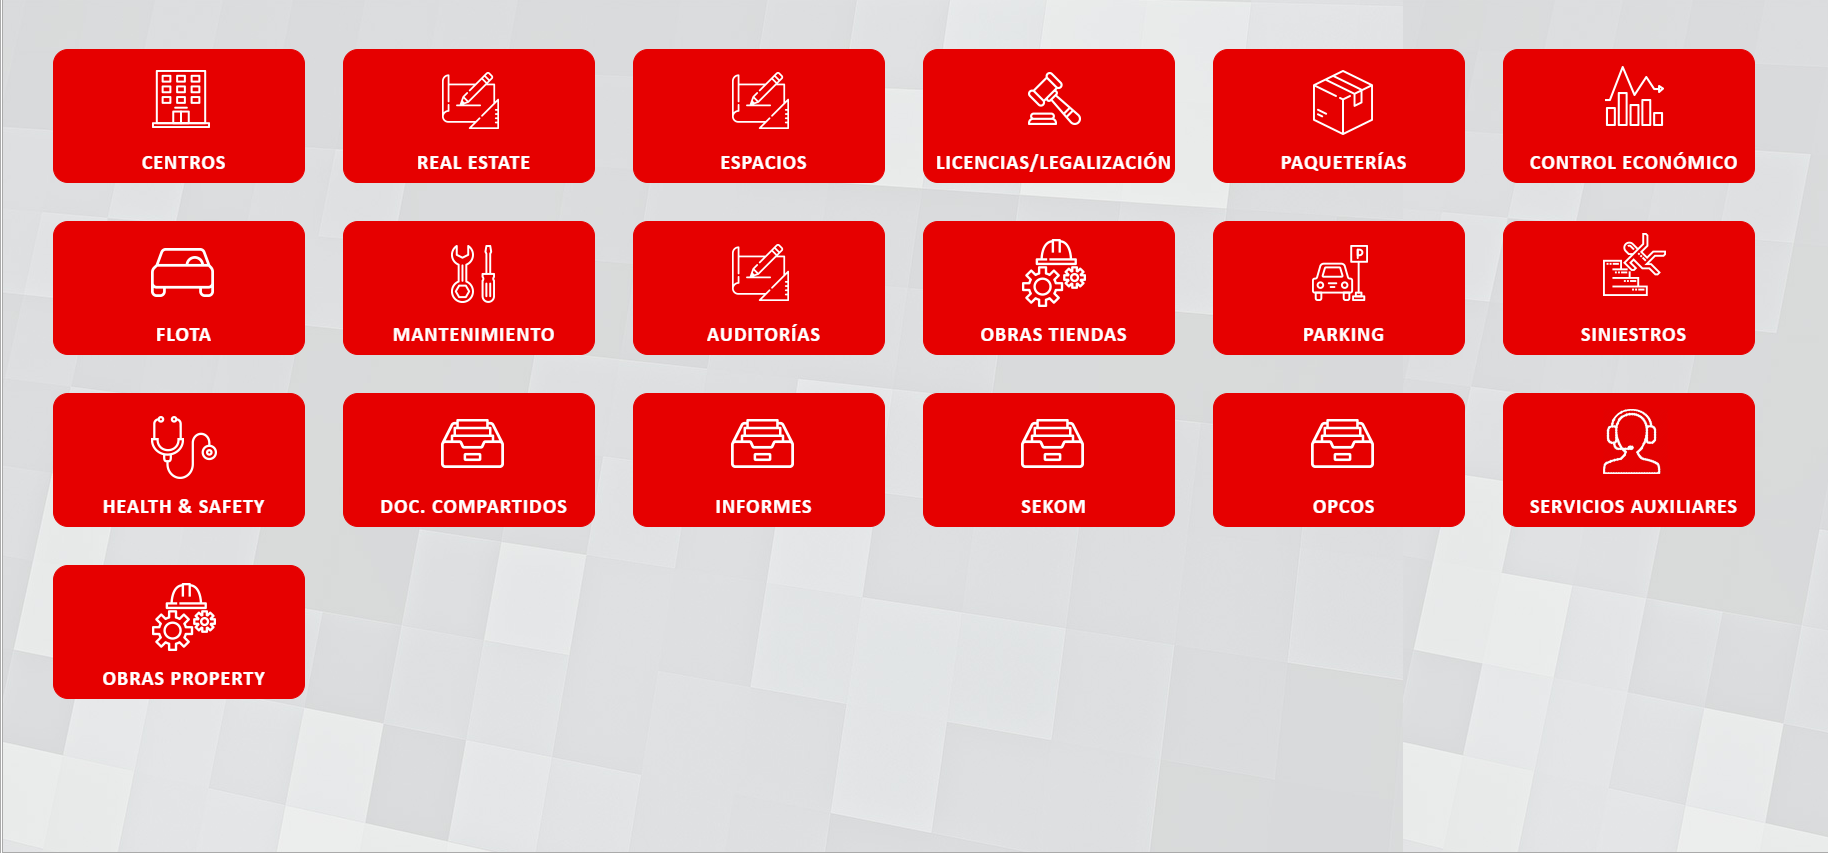 CENTROS
REAL ESTATE
ESPACIOS
LICENCIAS/LEGALIZACIÓN
PAQUETERÍAS
CONTROL ECONÓMICO
FLOTA
MANTENIMIENTO
AUDITORÍAS
OBRAS TIENDAS
P
PARKING
SINIESTROS
HEALTH & SAFETY
DOC. COMPARTIDOS
INFORMES
SEKOM
OPCOS
SERVICIOS AUXILIARES
OBRAS PROPERTY